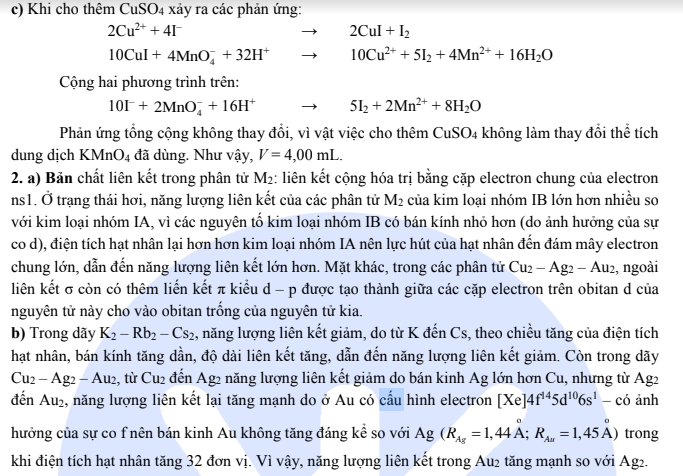 c) Khi cho thêm CuSO₄ xảy ra các phản ứng:
2Cu²⁺ + 4I⁻ → 2CuI + I₂
10CuI + 4MnO₄⁻ + 32H⁺ → 10Cu²⁺ + 5I₂ + 4Mn²⁺ + 16H₂O
Cộng hai phương trình trên:
10I⁻ + 2MnO₄⁻ + 16H⁺ → 5I₂ + 2Mn²⁺ + 8H₂O
Phản ứng tổng cộng không thay đổi, vì vật việc cho thêm CuSO₄ không làm thay đổi thể tích
dung dịch KMnO₄ đã dùng. Như vậy, V = 4,00 mL.
2. a) Bản chất liên kết trong phân tử M₂: liên kết cộng hóa trị bằng cặp electron chung của electron
ns1. Ở trạng thái hơi, năng lượng liên kết của các phân tử M₂ của kim loại nhóm IB lớn hơn nhiều so
với kim loại nhóm IA, vì các nguyên tố kim loại nhóm IB có bán kính nhỏ hơn (do ảnh hưởng của sự
co d), điện tích hạt nhân lại hơn hơn kim loại nhóm IA nên lực hút của hạt nhân đến đám mây electron
chung lớn, dẫn đến năng lượng liên kết lớn hơn. Mặt khác, trong các phân tử Cu₂ – Ag₂ – Au₂, ngoài
liên kết σ còn có thêm liến kết π kiểu d – p được tạo thành giữa các cặp electron trên obitan d của
nguyên tử này cho vào obitan trống của nguyên tử kia.
b) Trong dãy K₂ – Rb₂ – Cs₂, năng lượng liên kết giảm, do từ K đến Cs, theo chiều tăng của điện tích
hạt nhân, bán kính tăng dần, độ dài liên kết tăng, dẫn đến năng lượng liên kết giảm. Còn trong dãy
Cu₂ – Ag₂ – Au₂, từ Cu₂ đến Ag₂ năng lượng liên kết giảm do bán kính Ag lớn hơn Cu, nhưng từ Ag₂
đến Au₂, năng lượng liên kết lại tăng mạnh do ở Au có cấu hình electron [Xe]4f¹⁴5d¹⁰6s¹ – có ảnh
hưởng của sự co f nên bán kinh Au không tăng đáng kể so với Ag (R_Ag = 1,44 Å; R_Au = 1,45 Å) trong
khi điện tích hạt nhân tăng 32 đơn vị. Vì vậy, năng lượng liên kết trong Au₂ tăng mạnh so với Ag₂.